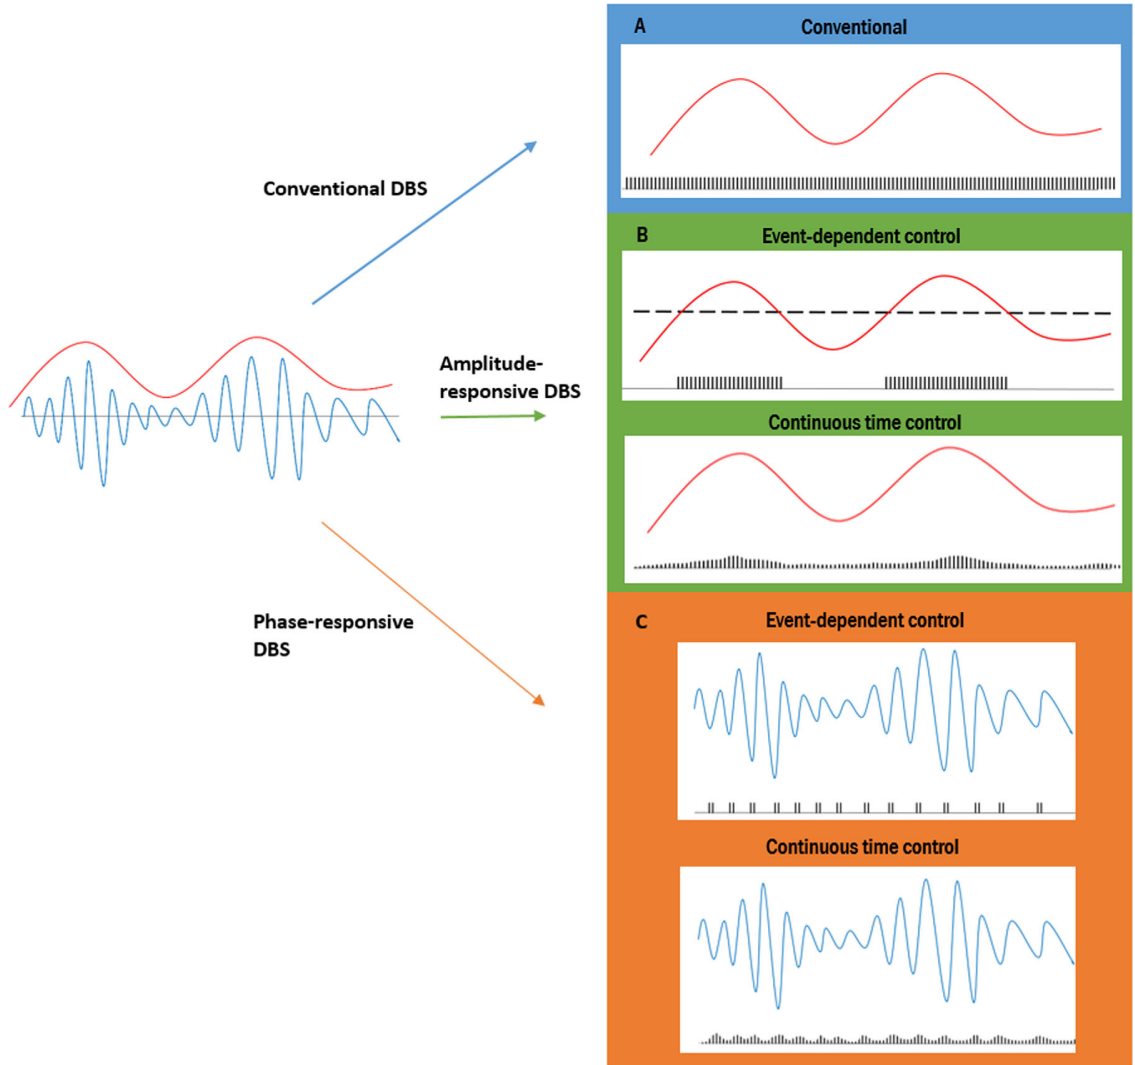 A
Conventional
Conventional DBS
B
Event-dependent control
Amplitude-
responsive DBS
Continuous time control
Phase-responsive
DBS
C
Event-dependent control
Continuous time control